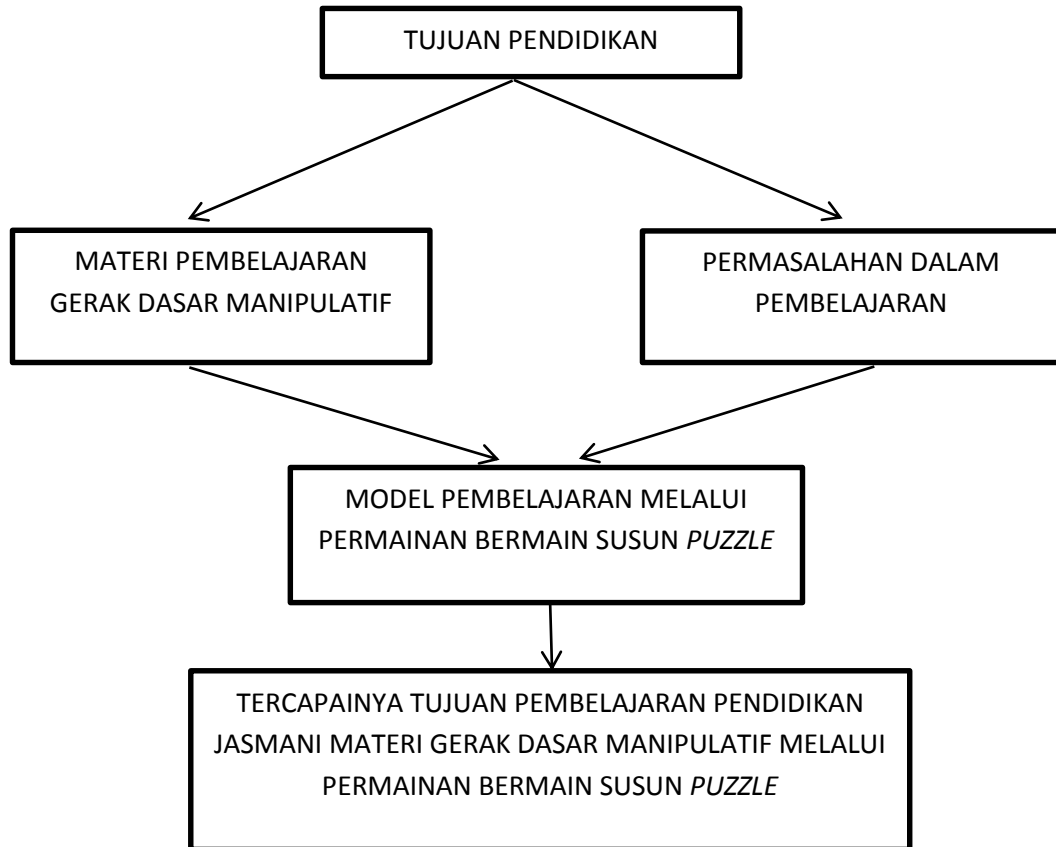 TUJUAN PENDIDIKAN
MATERI PEMBELAJARAN
GERAK DASAR MANIPULATIF
PERMASALAHAN DALAM
PEMBELAJARAN
MODEL PEMBELAJARAN MELALUI
PERMAINAN BERMAIN SUSUN PUZZLE
TERCAPAINYA TUJUAN PEMBELAJARAN PENDIDIKAN
JASMANI MATERI GERAK DASAR MANIPULATIF MELALUI
PERMAINAN BERMAIN SUSUN PUZZLE